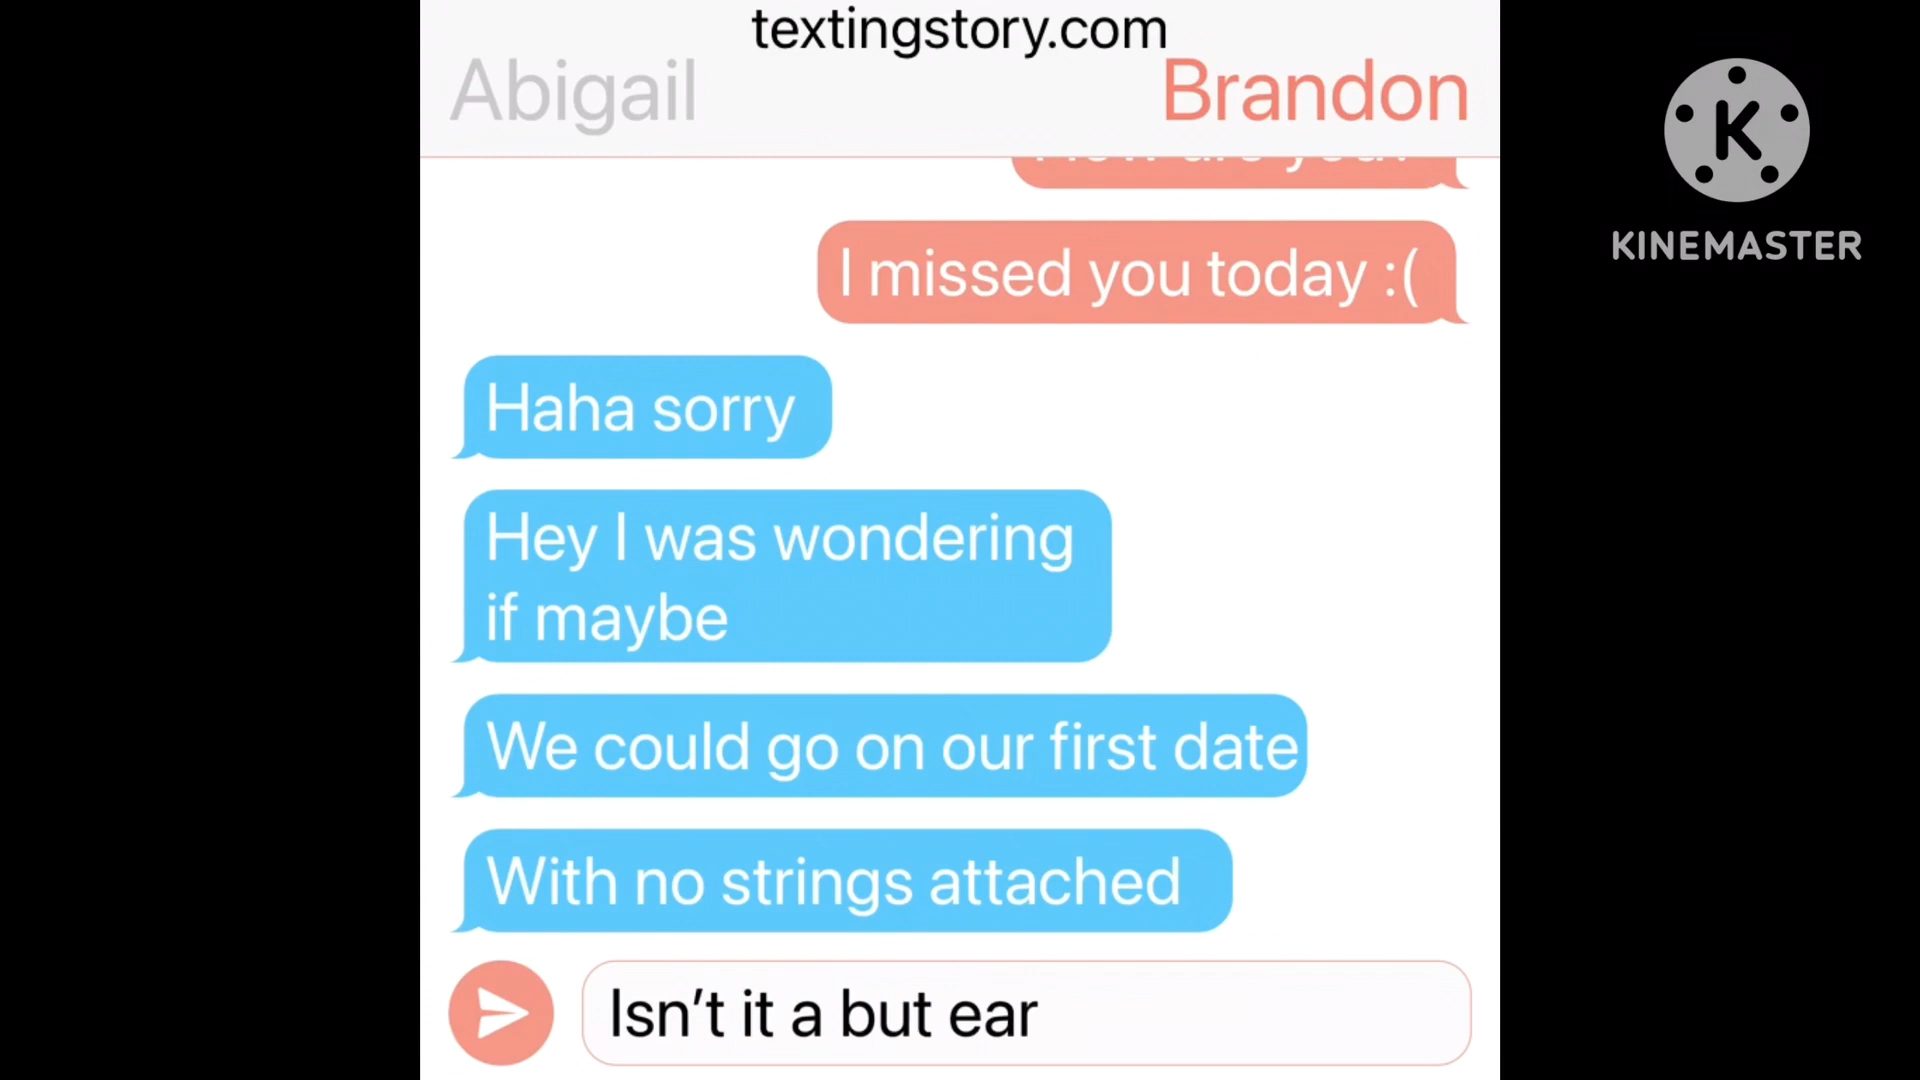 textingstory.com
Abigail
Brandon
I missed you today :(
Haha sorry
Hey I was wondering
if maybe
We could go on our first date
With no strings attached
Isn’t it a but ear
K
KINEMASTER